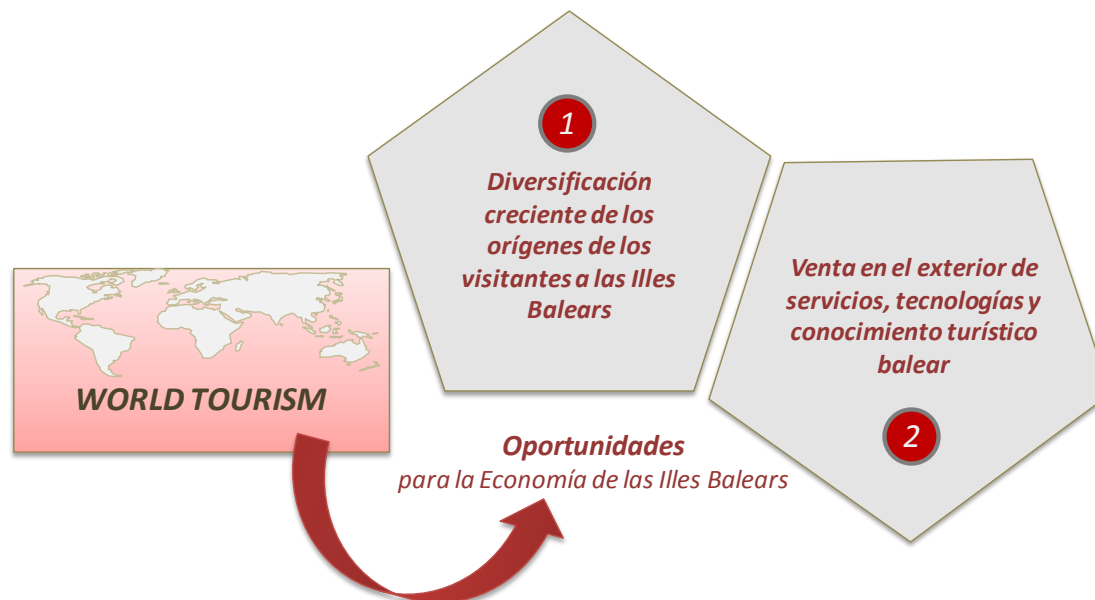 1
Diversificación
creciente de los
orígenes de los
visitantes a las Illes
Balears
Venta en el exterior de
servicios, tecnologías y
conocimiento turístico
balear
2
WORLD TOURISM
Oportunidades
para la Economía de las Illes Balears